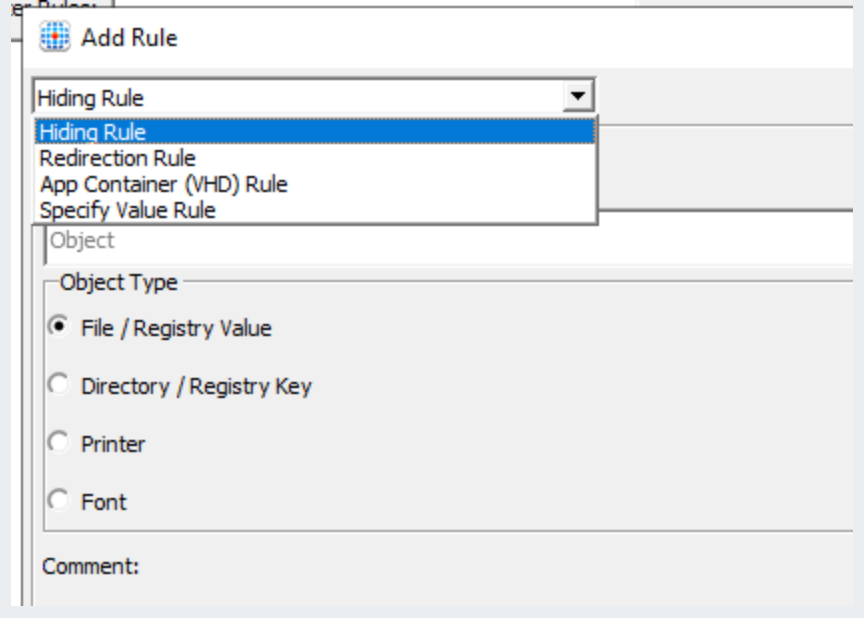 Add Rule
Hiding Rule
Hiding Rule
Redirection Rule
App Container (VHD) Rule
Specify Value Rule
Object
Object Type
File / Registry Value
Directory / Registry Key
Printer
Font
Comment: